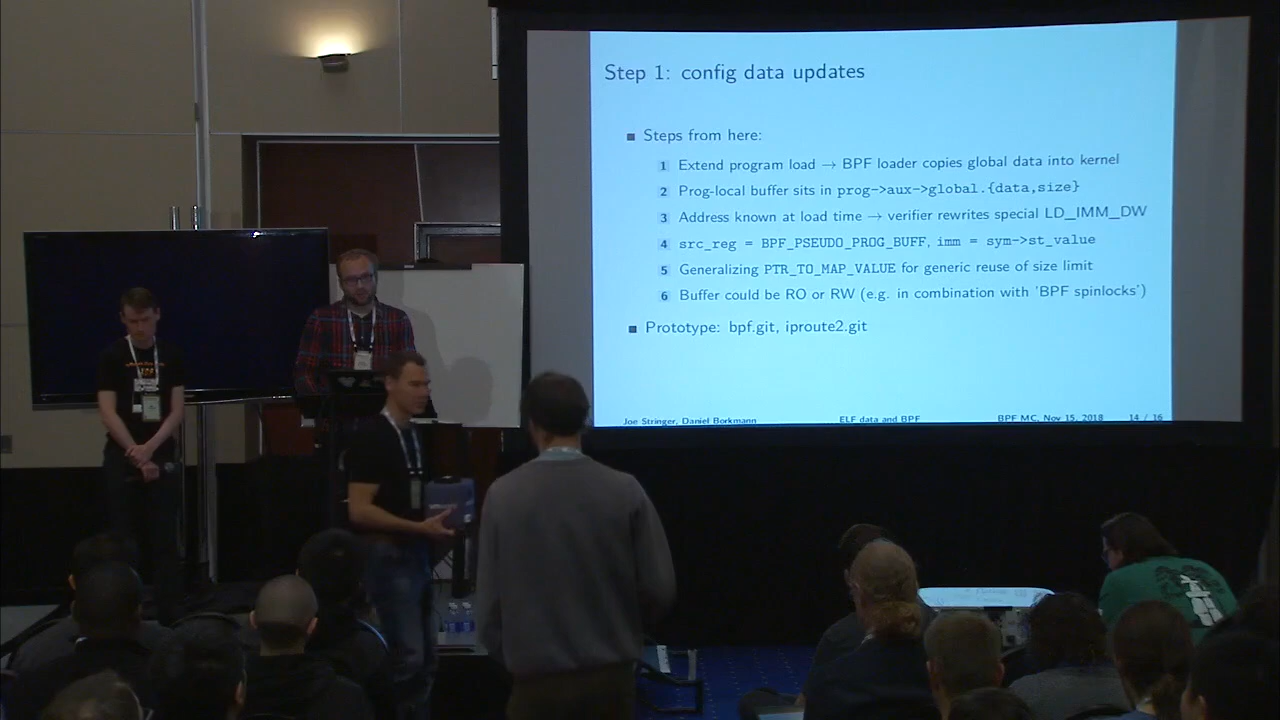 Step 1: config data updates
Steps from here:
1 Extend program load → BPF loader copies global data into kernel
2 Prog-local buffer sits in prog->aux->global.{data,size}
3 Address known at load time → verifier rewrites special LD_IMM_DW
4 src_reg = BPF_PSEUDO_PROG_BUFF, imm = sym->st_value
5 Generalizing PTR_TO_MAP_VALUE for generic reuse of size limit
6 Buffer could be RO or RW (e.g. in combination with 'BPF spinlocks')
Prototype: bpf.git, iproute2.git
Joe Stringer, Daniel Borkmann ELF data and BPF BPF MC, Nov 15, 2018 14 / 16